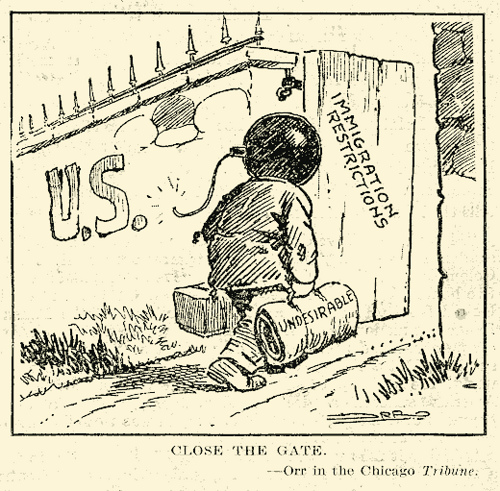 U.S.
IMMIGRATION
RESTRICTIONS
UNDESIRABLE
ORR
CLOSE THE GATE.
—Orr in the Chicago Tribune.